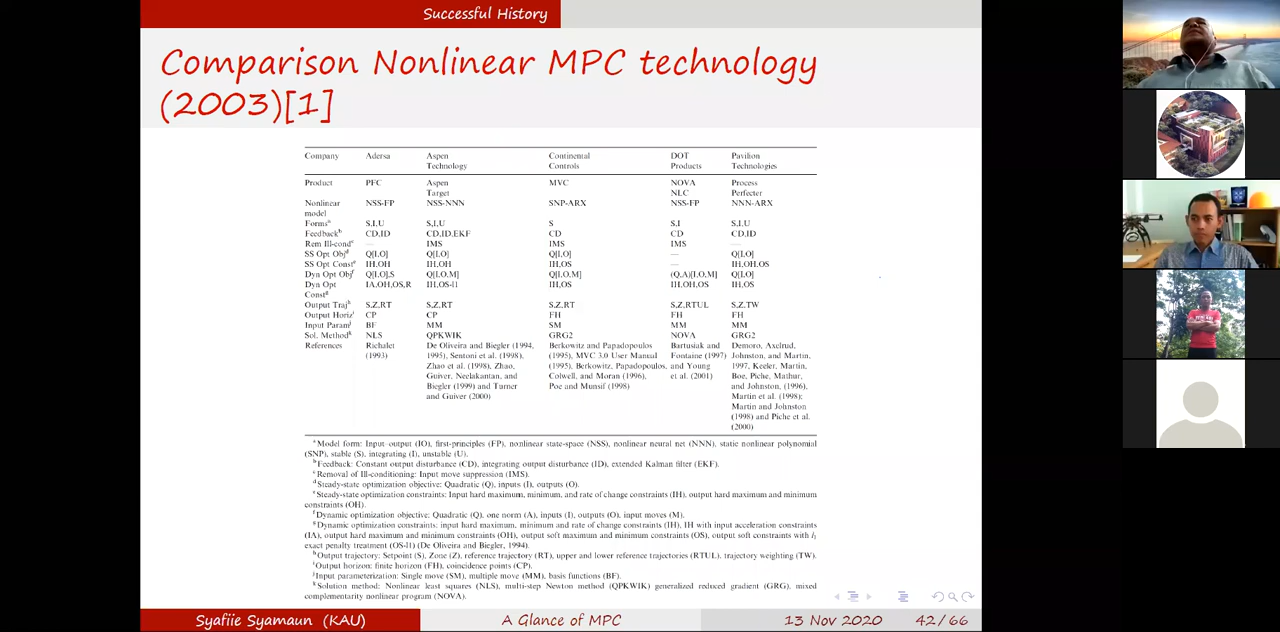 Successful History
Comparison Nonlinear MPC technology
(2003)[1]
Company Adersa Aspen Technology Continental Controls DOT Products Pavilion Technologies
Product PFC Aspen Target MVC NOVA NLC Process Perfecter
Nonlinear model NSS-FP NSS-NNN SNP-ARX NSS-FP NNN-ARX
Forms^a S,I,U S,I,U S S,I S,I,U
Feedback^b CD,ID CD,ID,EKF CD CD CD,ID
Rem Ill-cond^c — IMS IMS IMS —
SS Opt Obj^d Q[I,O] Q[I,O] Q[I,O] — Q[I,O]
SS Opt Const^e IH,OH IH,OH IH,OS — IH,OH,OS
Dyn Opt Obj^f Q[I,O],S Q[I,O,M] Q[I,O,M] (Q,A)[I,O,M] Q[I,O]
Dyn Opt Const^g IA,OH,OS,R IH,OS-l1 IH,OS IH,OH,OS IH,OS
Output Traj^h S,Z,RT S,Z,RT S,Z,RT S,Z,RTUL S,Z,TW
Output Horiz^i CP CP FH FH FH
Input Param^j BF MM SM MM MM
Sol. Method^g NLS QPKWIK GRG2 NOVA GRG2
References Richalet De Oliveira and Biegler (1994, Berkowitz and Papadopoulos Bartusiak and Demoro, Axelrud,
(1993) 1995), Sentoni et al. (1998), (1995), MVC 3.0 User Manual Fontaine (1997) Johnston, and Martin,
Zhao et al. (1998), Zhao, (1995), Berkowitz, Papadopoulos, and Young 1997, Keeler, Martin,
Guiver, Neelakantan, and Colwell, and Moran (1996), et al. (2001) Boe, Piche, Mathur,
Biegler (1999) and Turner Poe and Munsif (1998) and Johnston, (1996),
and Guiver (2000) Martin et al. (1998);
Martin and Johnston
(1998) and Piche et al.
(2000)
^a Model form: Input-output (IO), first-principles (FP), nonlinear state-space (NSS), nonlinear neural net (NNN), static nonlinear polynomial
(SNP), stable (S), integrating (I), unstable (U).
^b Feedback: Constant output disturbance (CD), integrating output disturbance (ID), extended Kalman filter (EKF).
^c Removal of Ill-conditioning: Input move suppression (IMS).
^d Steady-state optimization objective: Quadratic (Q), inputs (I), outputs (O).
^e Steady-state optimization constraints: Input hard maximum, minimum, and rate of change constraints (IH), output hard maximum and minimum
constraints (OH).
^f Dynamic optimization objective: Quadratic (Q), one norm (A), inputs (I), outputs (O), input moves (M).
^g Dynamic optimization constraints: input hard maximum, minimum and rate of change constraints (IH), IH with input acceleration constraints
(IA), output hard maximum and minimum constraints (OH), output soft maximum and minimum constraints (OS), output soft constraints with l1
exact penalty treatment (OS-l1) (De Oliveira and Biegler, 1994).
^h Output trajectory: Setpoint (S), Zone (Z), reference trajectory (RT), upper and lower reference trajectories (RTUL), trajectory weighting (TW).
^i Output horizon: finite horizon (FH), coincidence points (CP).
^j Input parameterization: Single move (SM), multiple move (MM), basis functions (BF).
^g Solution method: Nonlinear least squares (NLS), multi-step Newton method (QPKWIK) generalized reduced gradient (GRG), mixed
complementarity nonlinear program (NOVA).
Syafiie Syamaun (KAU) A Glance of MPC 13 Nov 2020 42/66